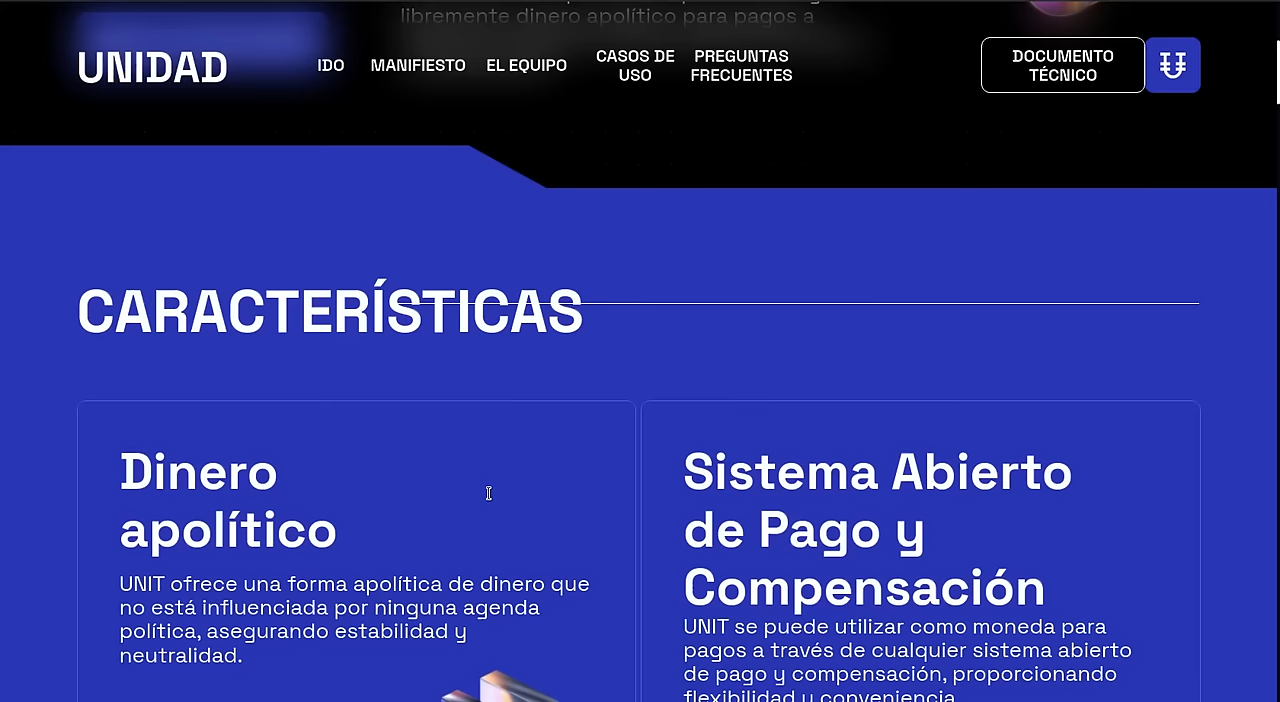 libremente dinero apolítico para pagos a
UNIDAD
IDO
MANIFIESTO
EL EQUIPO
CASOS DE
USO
PREGUNTAS
FRECUENTES
DOCUMENTO
TÉCNICO
CARACTERÍSTICAS
Dinero
apolítico
UNIT ofrece una forma apolítica de dinero que
no está influenciada por ninguna agenda
política, asegurando estabilidad y
neutralidad.
Sistema Abierto
de Pago y
Compensación
UNIT se puede utilizar como moneda para
pagos a través de cualquier sistema abierto
de pago y compensación, proporcionando
flexibilidad y conveniencia.